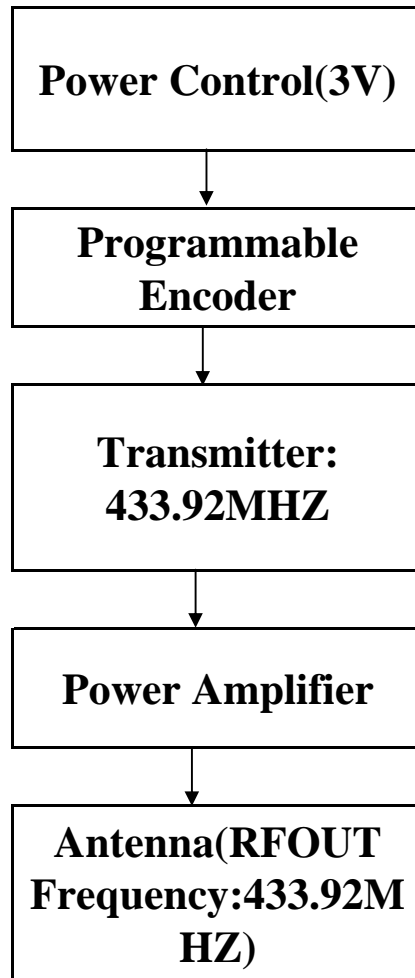 Power Control(3V)
Programmable
Encoder
Transmitter:
433.92MHZ
Power Amplifier
Antenna(RFOUT
Frequency:433.92M
HZ)